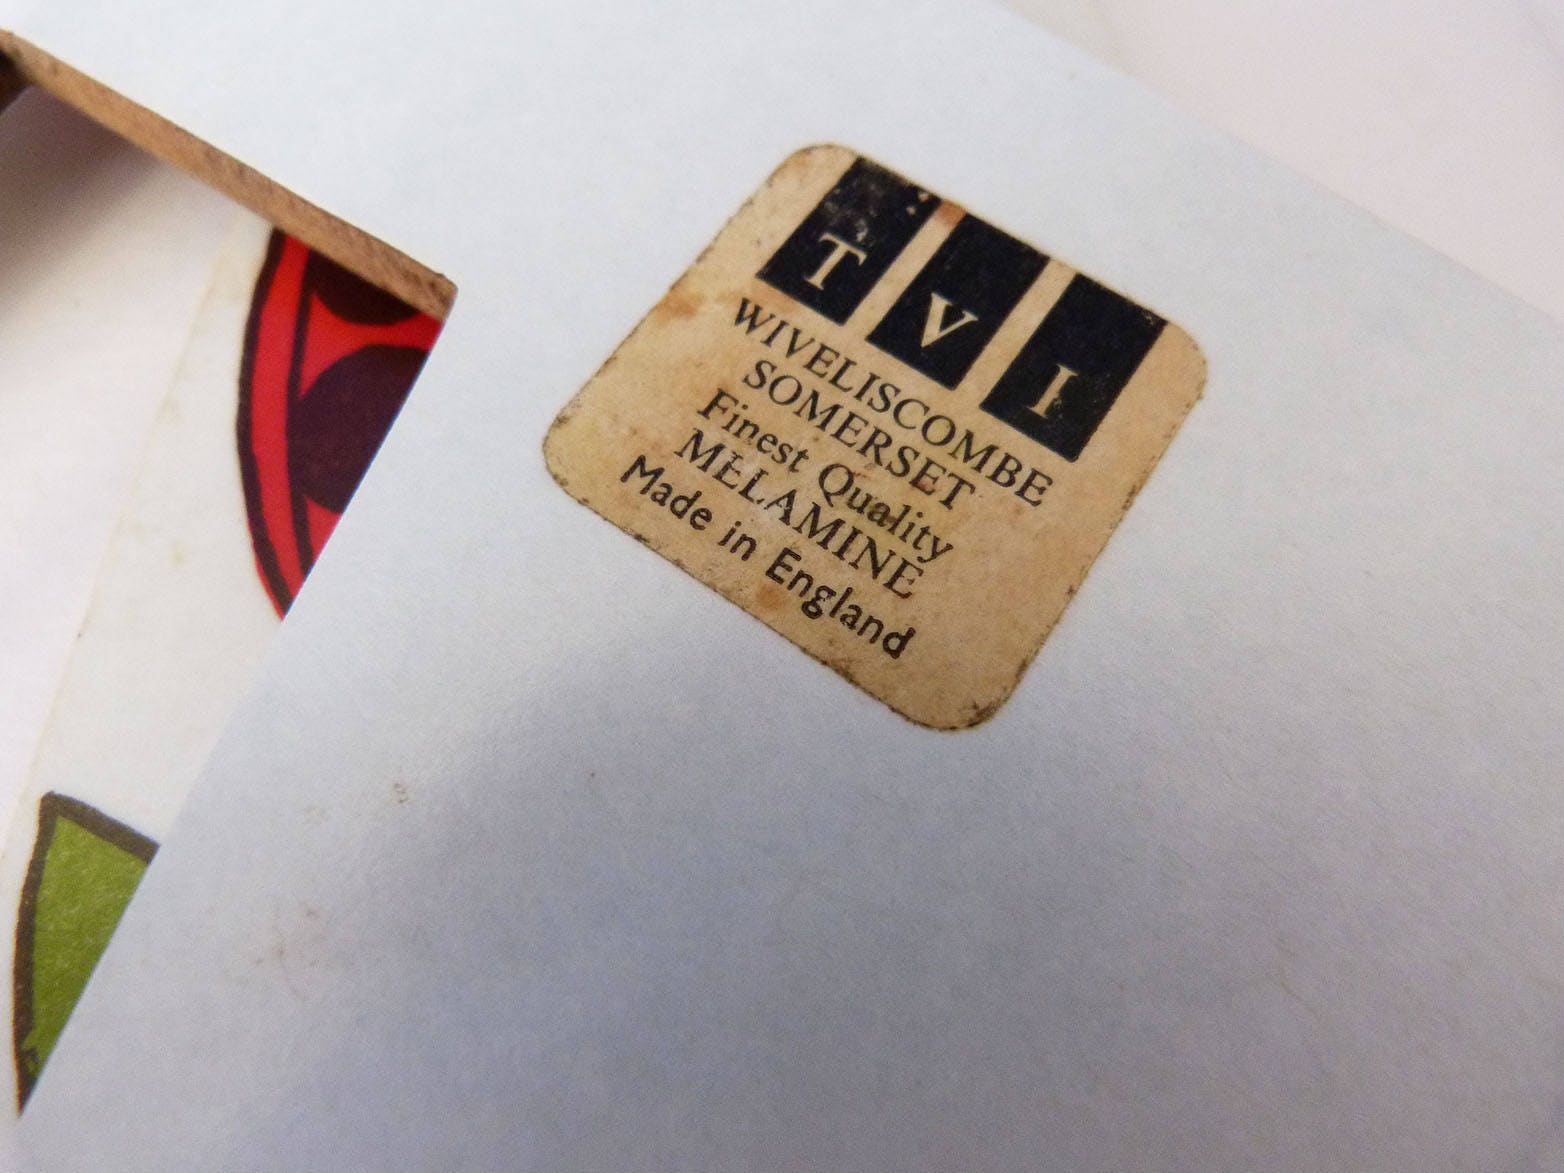 T V I
WIVELISCOMBE
SOMERSET
Finest Quality
MELAMINE
Made in England